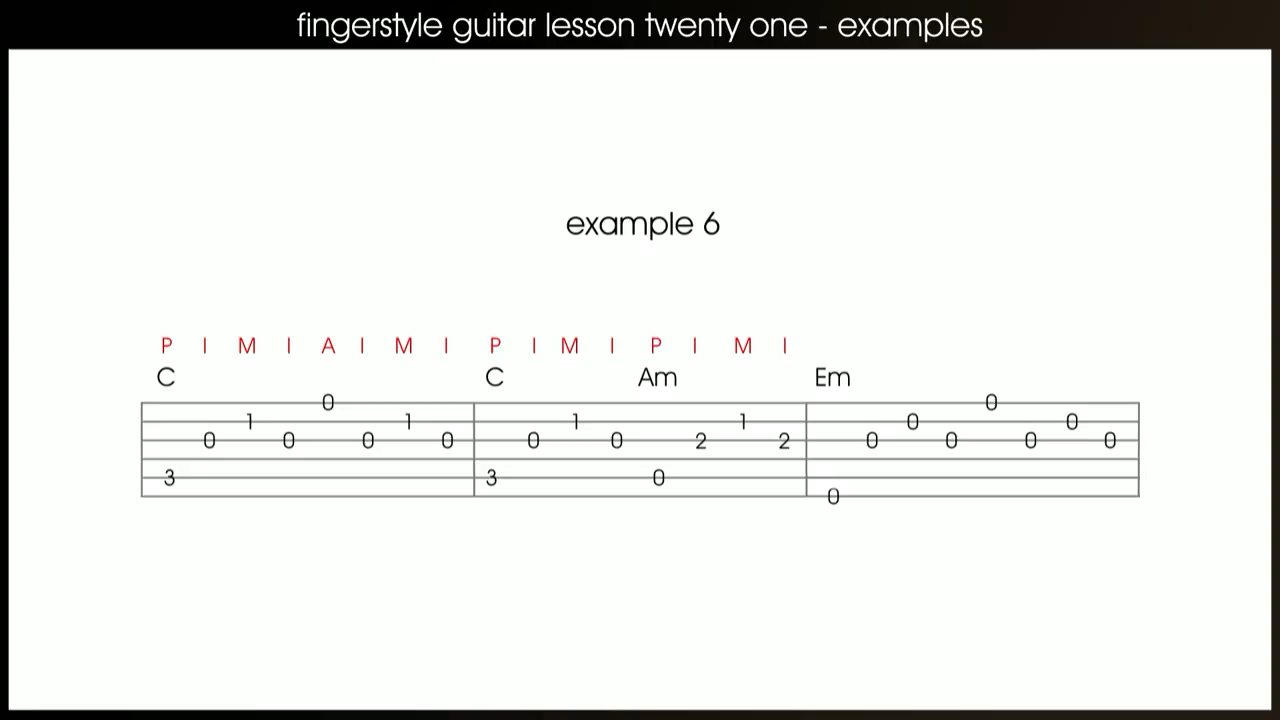 fingerstyle guitar lesson twenty one - examples
example 6
P I M I A I M I P I M I P I M I
C C Am Em
0 0
1 1 1 1 0 0
0 0 0 0 0 0 2 2 0 0 0 0
3 3 0
0